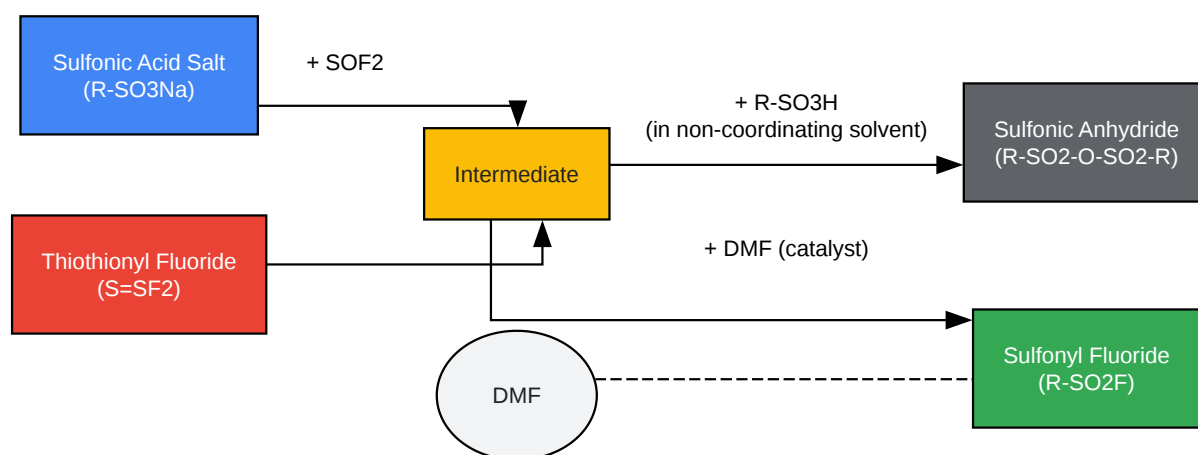 Sulfonic Acid Salt
(R-SO3Na)
+ SOF2
+ R-SO3H
(in non-coordinating solvent)
Sulfonic Anhydride
(R-SO2-O-SO2-R)
Intermediate
Thiothionyl Fluoride
(S=SF2)
+ DMF (catalyst)
Sulfonyl Fluoride
(R-SO2F)
DMF